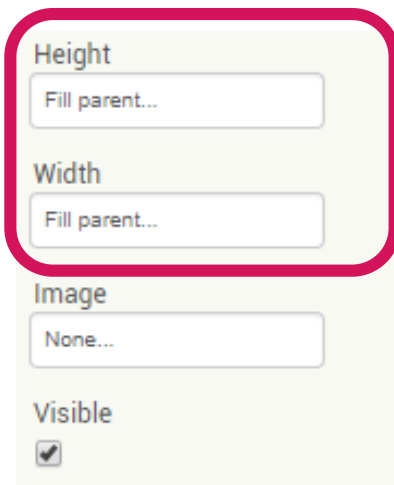 Height
Fill parent...
Width
Fill parent...
Image
None...
Visible